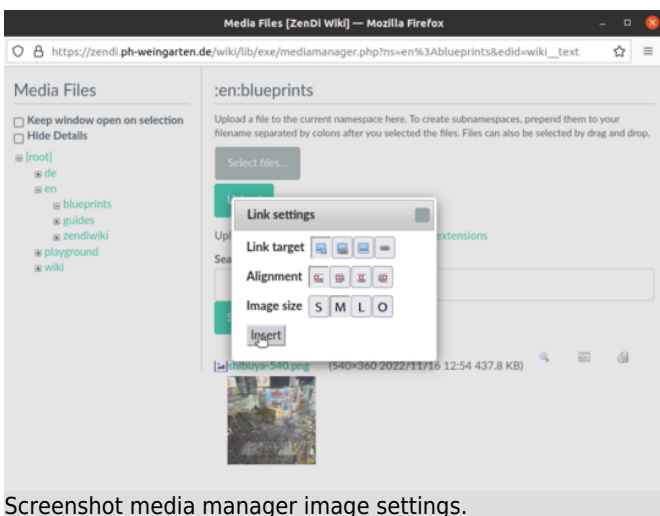 Media Files [ZenDi Wiki] — Mozilla Firefox
https://zendi.ph-weingarten.de/wiki/lib/exe/mediamanager.php?ns=en%3Ablueprints&edid=wiki__text
Media Files
Keep window open on selection
Hide Details
[root]
de
en
blueprints
guides
zendiwiki
playground
wiki
:en:blueprints
Upload a file to the current namespace here. To create subnamespaces, prepend them to your
filename separated by colons after you selected the files. Files can also be selected by drag and drop.
Select files...
Link settings
Link target
Alignment
Image size S M L O
Insert
Upl
extensions
Sea
shibuya-540.png (540×360 2022/11/16 12:54 437.8 KB)
Screenshot media manager image settings.